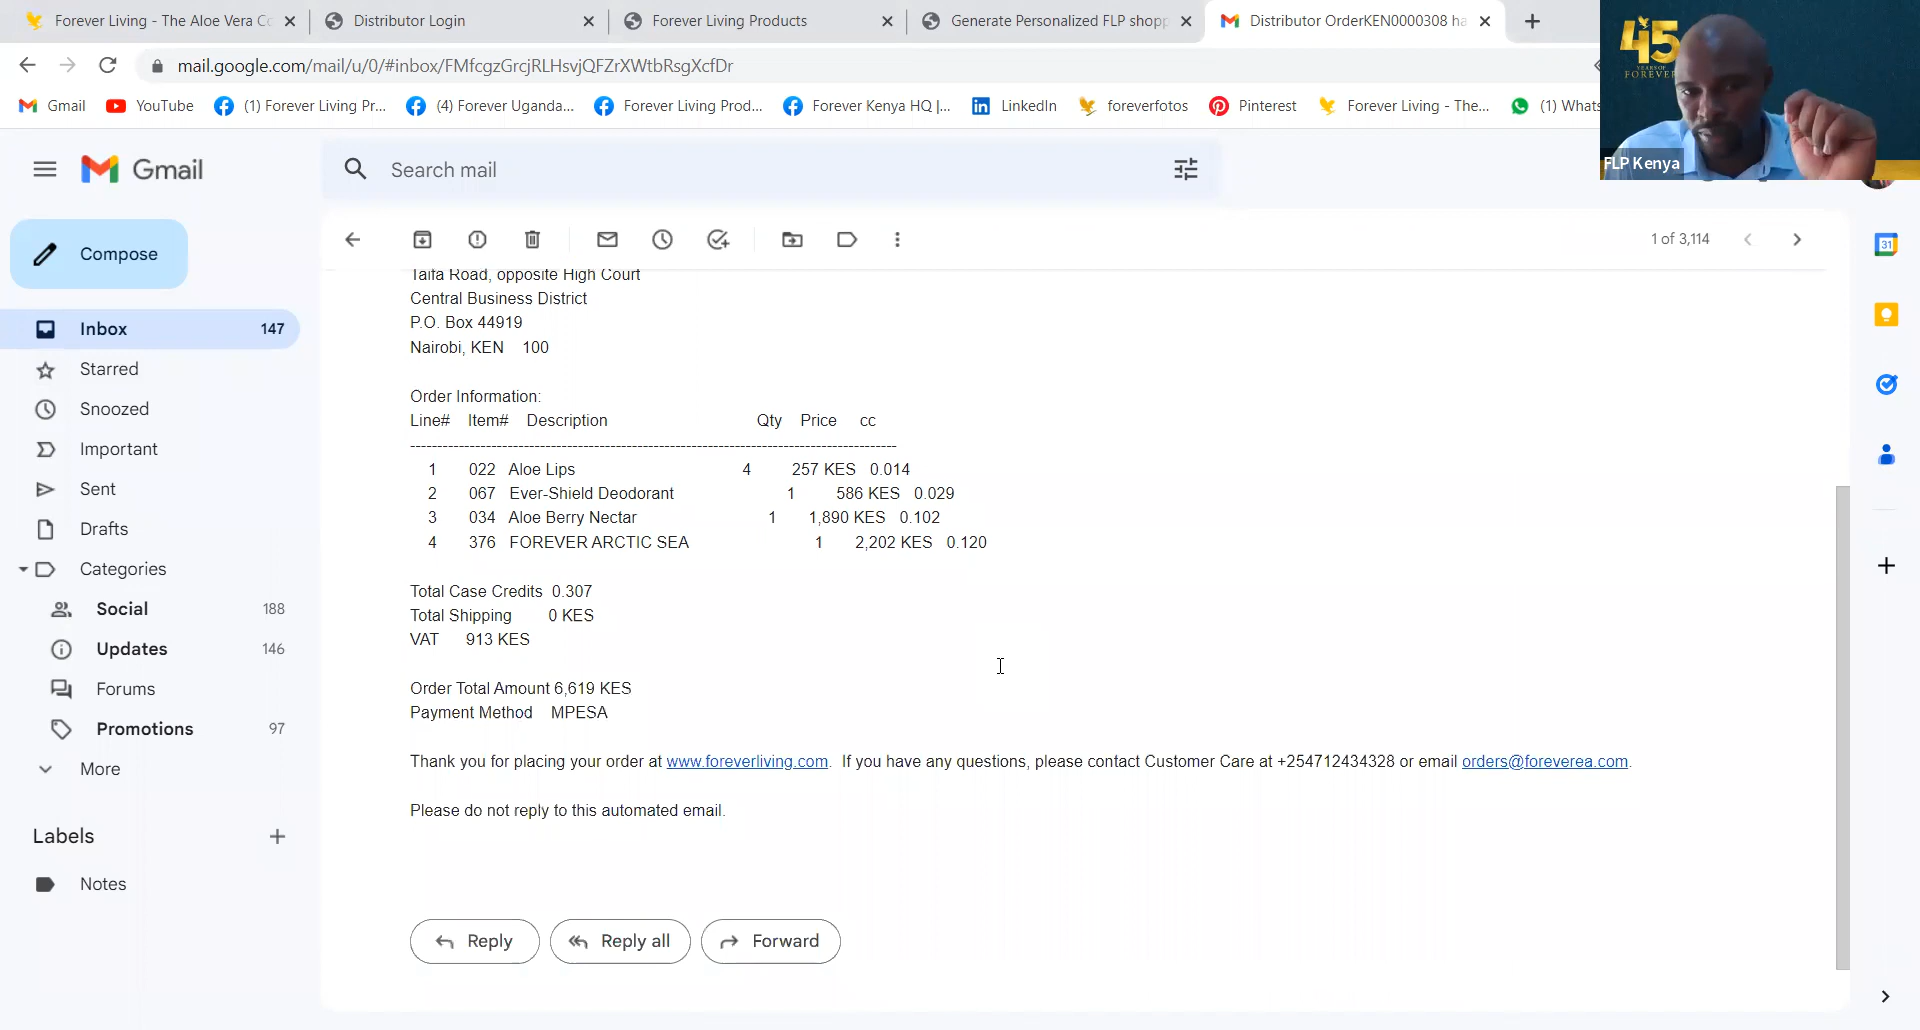 Forever Living - The Aloe Vera Co
Distributor Login
Forever Living Products
Generate Personalized FLP shopp
Distributor OrderKEN0000308 ha
mail.google.com/mail/u/0/#inbox/FMfcgzGrcjRLHsvjQFZrXWtbRsgXcfDr
Gmail
YouTube
(1) Forever Living Pr...
(4) Forever Uganda...
Forever Living Prod...
Forever Kenya HQ |...
LinkedIn
foreverfotos
Pinterest
Forever Living - The...
(1) Whats
45
YEARS OF
FOREVER
FLP Kenya
Gmail
Search mail
Compose
1 of 3,114
31
Inbox 147
Starred
Snoozed
Important
Sent
Drafts
Categories
Social 188
Updates 146
Forums
Promotions 97
More
Labels
Notes
Taifa Road, opposite High Court
Central Business District
P.O. Box 44919
Nairobi, KEN 100
Order Information:
Line# Item# Description Qty Price cc
--------------------------------------------------------------------------------------------
1 022 Aloe Lips 4 257 KES 0.014
2 067 Ever-Shield Deodorant 1 586 KES 0.029
3 034 Aloe Berry Nectar 1 1,890 KES 0.102
4 376 FOREVER ARCTIC SEA 1 2,202 KES 0.120
Total Case Credits 0.307
Total Shipping 0 KES
VAT 913 KES
Order Total Amount 6,619 KES
Payment Method MPESA
Thank you for placing your order at www.foreverliving.com. If you have any questions, please contact Customer Care at +254712434328 or email orders@foreverea.com.
Please do not reply to this automated email.
Reply
Reply all
Forward